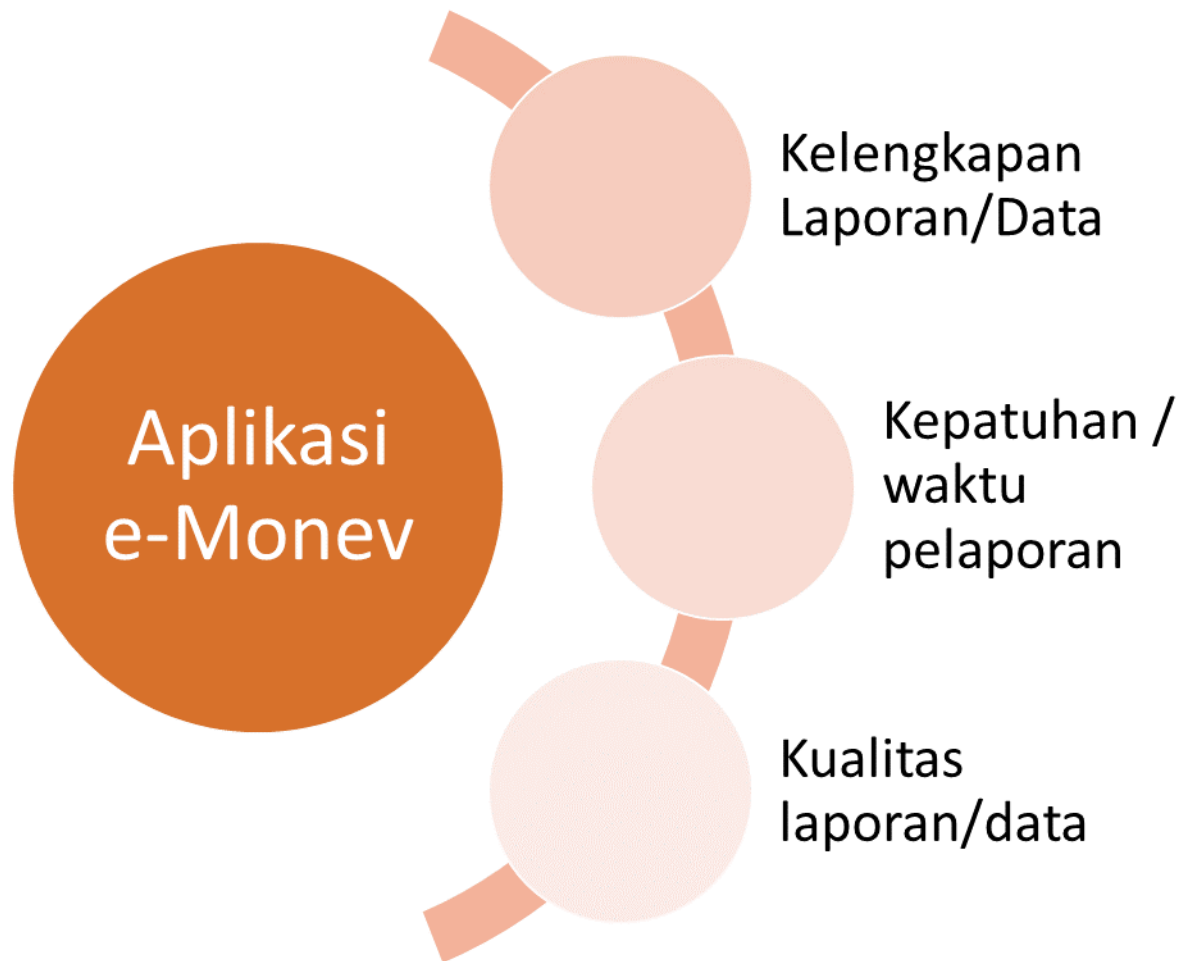 Aplikasi
e-Monev
Kelengkapan
Laporan/Data
Kepatuhan /
waktu
pelaporan
Kualitas
laporan/data